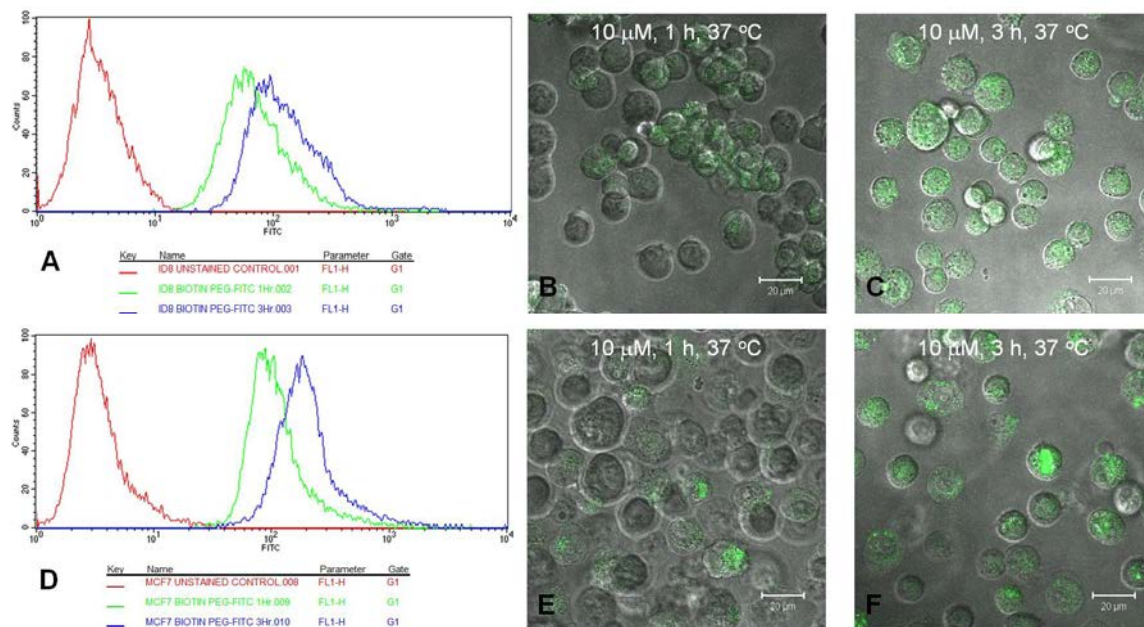 100
80
60
40
20
0
Counts
10⁰
10¹
10²
10³
10⁴
FITC
A
Key Name Parameter Gate
ID8 UNSTAINED CONTROL.001 FL1-H G1
ID8 BIOTIN PEG-FITC 1Hr.002 FL1-H G1
ID8 BIOTIN PEG-FITC 3Hr.003 FL1-H G1
10 μM, 1 h, 37 °C
B
20 μm
10 μM, 3 h, 37 °C
C
20 μm
100
80
60
40
20
0
Counts
10⁰
10¹
10²
10³
10⁴
FITC
D
Key Name Parameter Gate
MCF7 UNSTAINED CONTROL.008 FL1-H G1
MCF7 BIOTIN PEG-FITC 1Hr.009 FL1-H G1
MCF7 BIOTIN PEG-FITC 3Hr.010 FL1-H G1
10 μM, 1 h, 37 °C
E
20 μm
10 μM, 3 h, 37 °C
F
20 μm